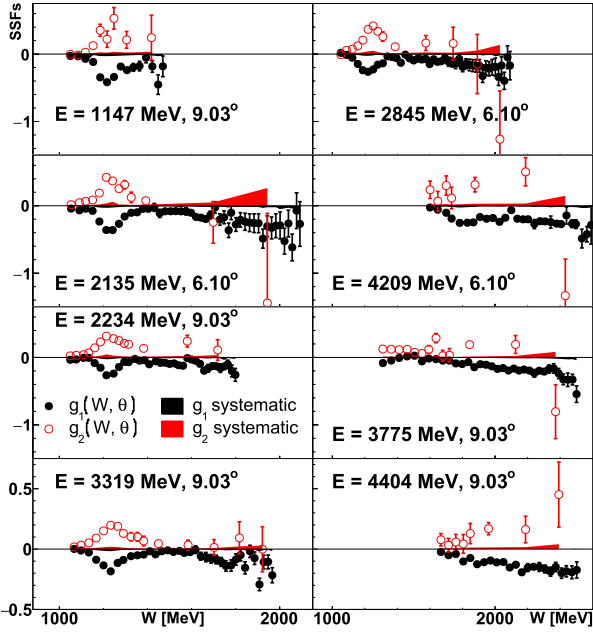 SSFs
0
−1
E = 1147 MeV, 9.03°
E = 2845 MeV, 6.10°
0
−1
E = 2135 MeV, 6.10°
E = 4209 MeV, 6.10°
E = 2234 MeV, 9.03°
0
−1
g₁(W, θ) g₁ systematic
g₂(W, θ) g₂ systematic
E = 3775 MeV, 9.03°
E = 3319 MeV, 9.03°
E = 4404 MeV, 9.03°
0.5
0
−0.5
1000 W [MeV] 2000 1000 2000 W [MeV]